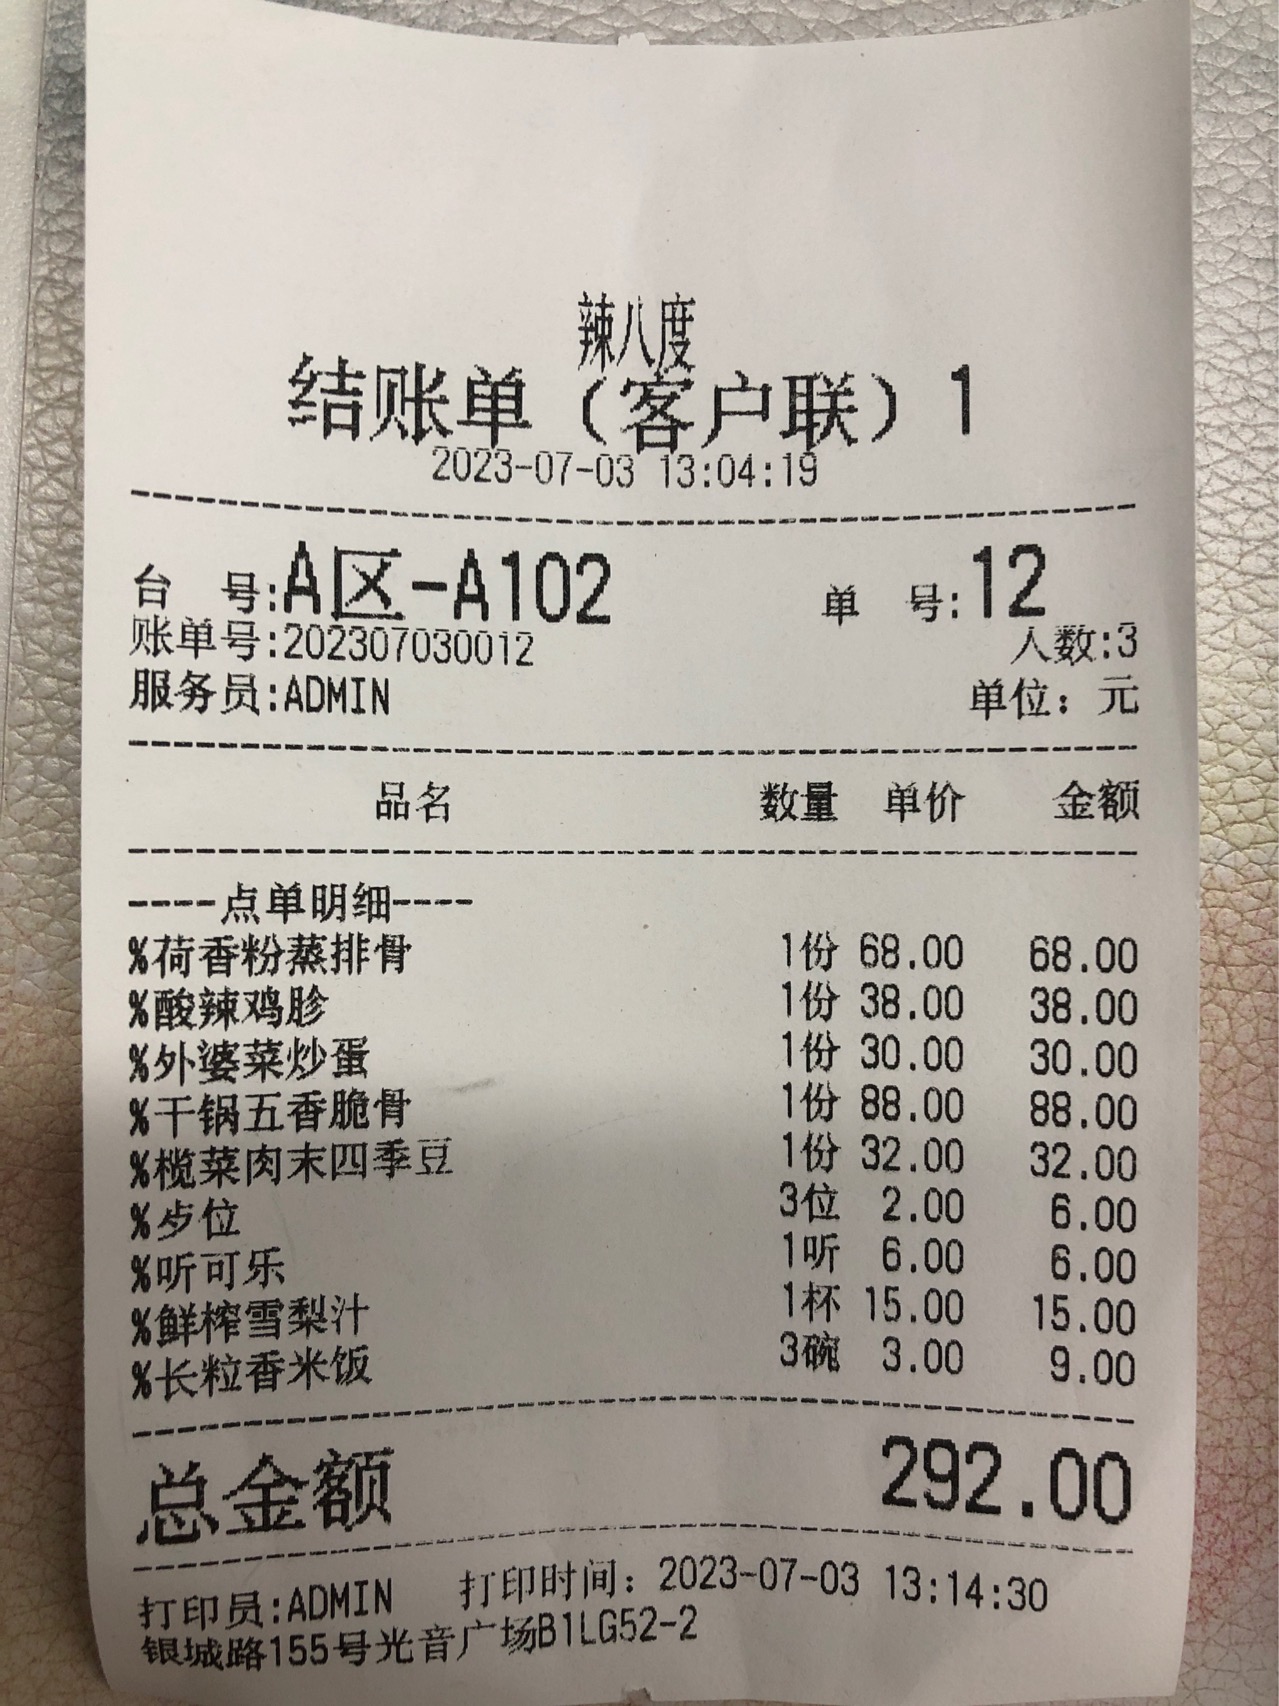 辣八度
结账单（客户联）1
2023-07-03 13:04:19
台 号:A区-A102 单 号:12
账单号:202307030012 人数:3
服务员:ADMIN 单位：元
品名 数量 单价 金额
----点单明细----
%荷香粉蒸排骨 1份 68.00 68.00
%酸辣鸡胗 1份 38.00 38.00
%外婆菜炒蛋 1份 30.00 30.00
%干锅五香脆骨 1份 88.00 88.00
%榄菜肉末四季豆 1份 32.00 32.00
%步位 3位 2.00 6.00
%听可乐 1听 6.00 6.00
%鲜榨雪梨汁 1杯 15.00 15.00
%长粒香米饭 3碗 3.00 9.00
总金额 292.00
打印员:ADMIN 打印时间：2023-07-03 13:14:30
银城路155号光音广场B1LG52-2